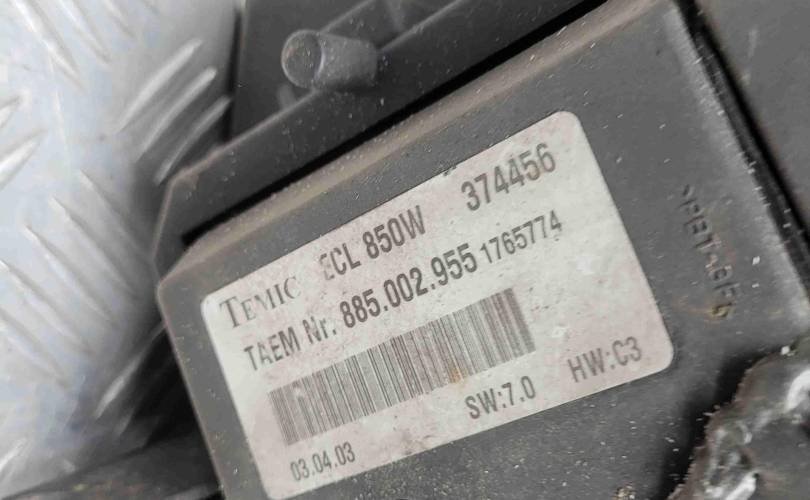 TEMIC ECL 850W 374456
TAEM Nr. 885.002.955 1765774
SW:7.0 HW:C3
03.04.03